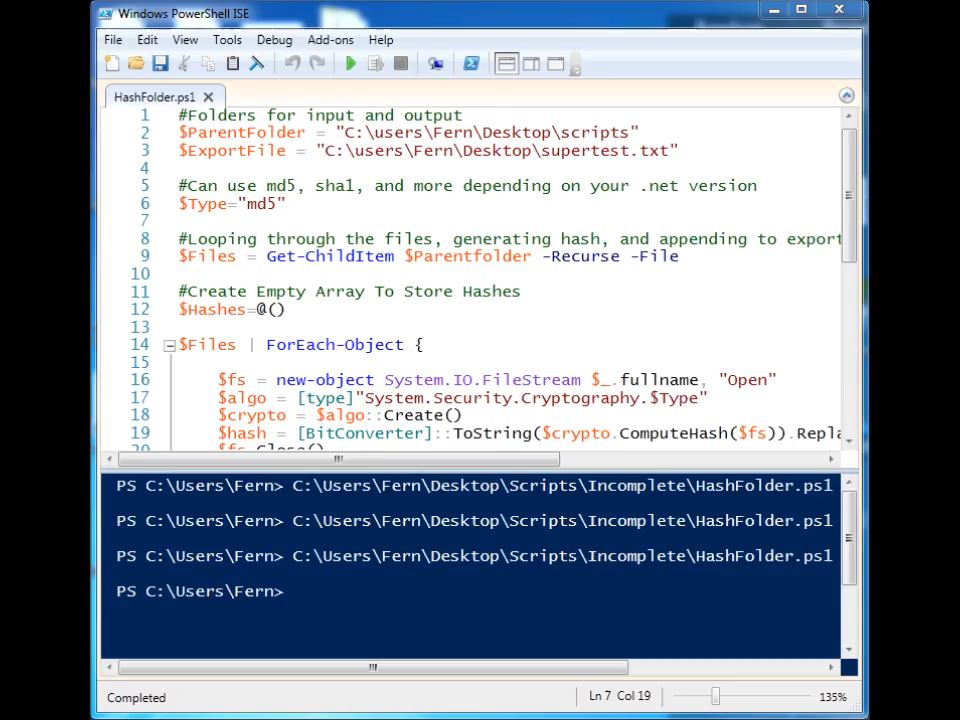 Windows PowerShell ISE
File Edit View Tools Debug Add-ons Help
HashFolder.ps1
1 #Folders for input and output
2 $ParentFolder = "C:\users\Fern\Desktop\scripts"
3 $ExportFile = "C:\users\Fern\Desktop\supertest.txt"
4
5 #Can use md5, sha1, and more depending on your .net version
6 $Type="md5"
7
8 #Looping through the files, generating hash, and appending to export
9 $Files = Get-ChildItem $Parentfolder -Recurse -File
10
11 #Create Empty Array To Store Hashes
12 $Hashes=@()
13
14 $Files | ForEach-Object {
15
16 $fs = new-object System.IO.FileStream $_.fullname, "Open"
17 $algo = [type]"System.Security.Cryptography.$Type"
18 $crypto = $algo::Create()
19 $hash = [BitConverter]::ToString($crypto.ComputeHash($fs)).Repla
20 $fs.Close()
PS C:\Users\Fern> C:\Users\Fern\Desktop\Scripts\Incomplete\HashFolder.ps1
PS C:\Users\Fern> C:\Users\Fern\Desktop\Scripts\Incomplete\HashFolder.ps1
PS C:\Users\Fern> C:\Users\Fern\Desktop\Scripts\Incomplete\HashFolder.ps1
PS C:\Users\Fern>
Completed Ln 7 Col 19 135%